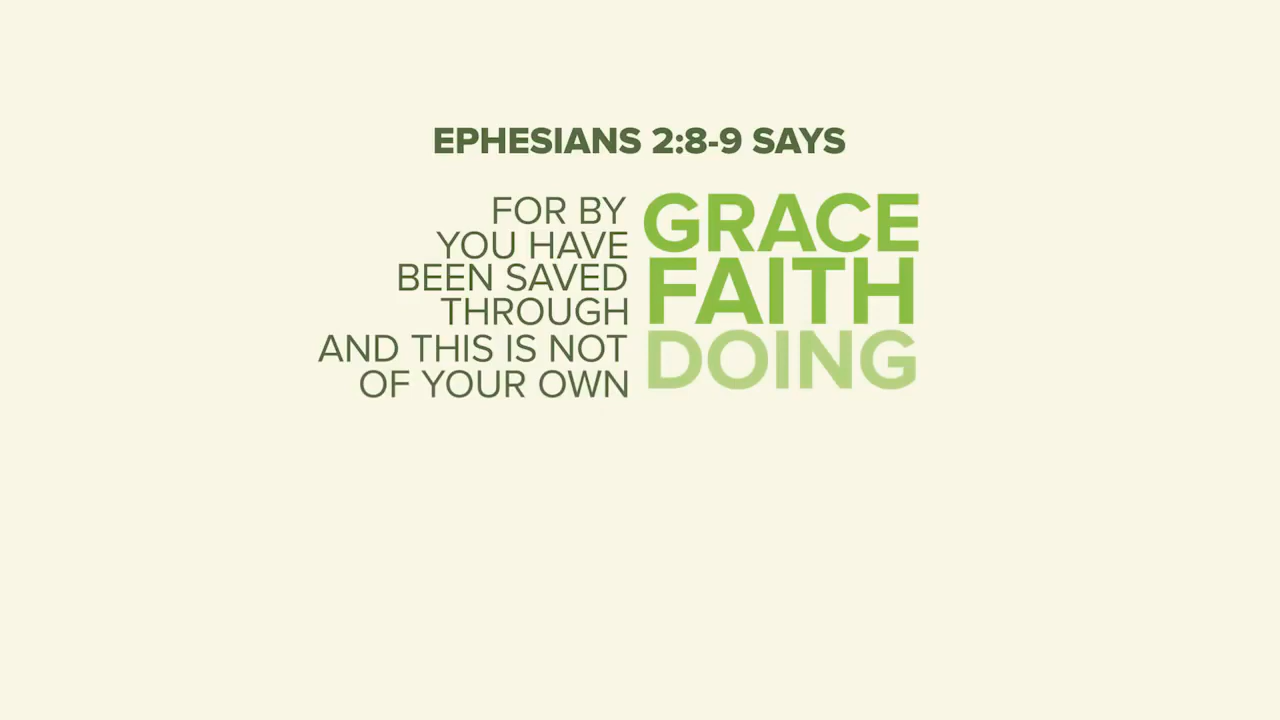 EPHESIANS 2:8-9 SAYS
FOR BY GRACE
YOU HAVE
BEEN SAVED
THROUGH FAITH
AND THIS IS NOT
OF YOUR OWN DOING